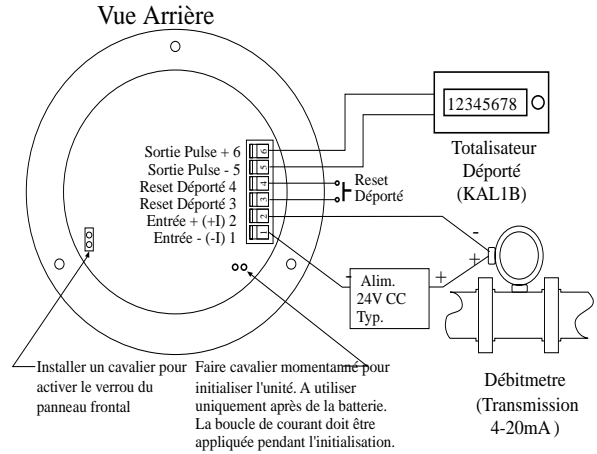 Vue Arrière
12345678
Totalisateur
Déporté
(KAL1B)
Sortie Pulse + 6
Sortie Pulse - 5
Reset Déporté 4
Reset Déporté 3
Entrée + (+I) 2
Entrée - (-I) 1
6
5
4
3
2
1
Reset
Déporté
-
+
-
+
Alim.
24V CC
Typ.
Installer un cavalier pour
activer le verrou du
panneau frontal
Faire cavalier momentanné pour
initialiser l'unité. A utiliser
uniquement après de la batterie.
La boucle de courant doit être
appliquée pendant l'initialisation.
Débitmetre
(Transmission
4-20mA )